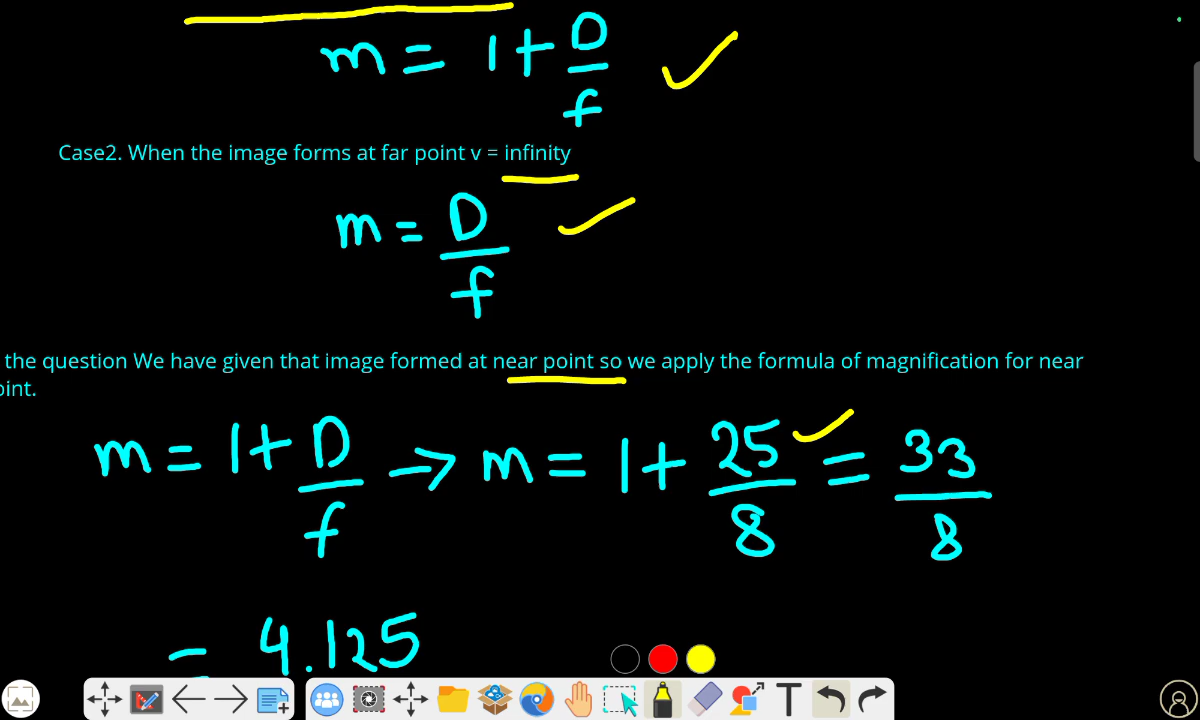 m = 1 + D/f
Case2. When the image forms at far point v = infinity
m = D/f
the question We have given that image formed at near point so we apply the formula of magnification for near
oint.
m = 1 + D/f → m = 1 + 25/8 = 33/8
= 4.125
T